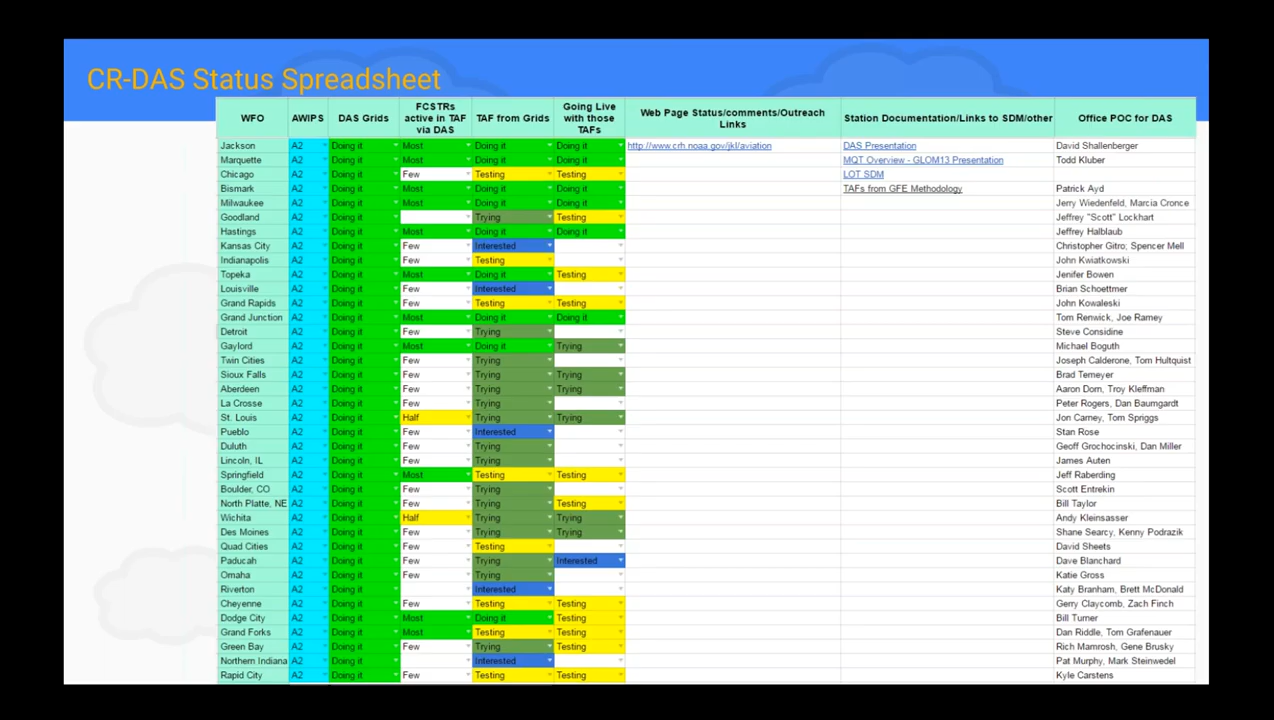 CR-DAS Status Spreadsheet
WFO AWIPS DAS Grids FCSTRs active in TAF via DAS TAF from Grids Going Live with those TAFs Web Page Status/comments/Outreach Links Station Documentation/Links to SDM/other Office POC for DAS
Jackson A2 Doing it Most Doing it Doing it http://www.crh.noaa.gov/jkl/aviation DAS Presentation David Shallenberger
Marquette A2 Doing it Most Doing it Doing it MQT Overview - GLOM13 Presentation Todd Kluber
Chicago A2 Doing it Few Testing Testing LOT SDM
Bismark A2 Doing it Most Doing it Doing it TAFs from GFE Methodology Patrick Ayd
Milwaukee A2 Doing it Most Doing it Doing it Jerry Wiedenfeld, Marcia Cronce
Goodland A2 Doing it Trying Testing Jeffrey "Scott" Lockhart
Hastings A2 Doing it Most Doing it Doing it Jeffrey Halblaub
Kansas City A2 Doing it Few Interested Christopher Gitro; Spencer Mell
Indianapolis A2 Doing it Few Testing John Kwiatkowski
Topeka A2 Doing it Most Doing it Testing Jenifer Bowen
Louisville A2 Doing it Few Interested Brian Schoettmer
Grand Rapids A2 Doing it Few Testing Testing John Kowaleski
Grand Junction A2 Doing it Most Doing it Doing it Tom Renwick, Joe Ramey
Detroit A2 Doing it Few Trying Steve Considine
Gaylord A2 Doing it Most Doing it Trying Michael Boguth
Twin Cities A2 Doing it Few Trying Joseph Calderone, Tom Hultquist
Sioux Falls A2 Doing it Few Trying Trying Brad Temeyer
Aberdeen A2 Doing it Few Trying Trying Aaron Dorn, Troy Kleffman
La Crosse A2 Doing it Few Trying Peter Rogers, Dan Baumgardt
St. Louis A2 Doing it Half Trying Trying Jon Carney, Tom Spriggs
Pueblo A2 Doing it Few Interested Stan Rose
Duluth A2 Doing it Few Trying Geoff Grochocinski, Dan Miller
Lincoln, IL A2 Doing it Few Trying James Auten
Springfield A2 Doing it Most Testing Testing Jeff Raberding
Boulder, CO A2 Doing it Few Trying Scott Entrekin
North Platte, NE A2 Doing it Few Trying Testing Bill Taylor
Wichita A2 Doing it Half Trying Trying Andy Kleinsasser
Des Moines A2 Doing it Few Trying Trying Shane Searcy, Kenny Podrazik
Quad Cities A2 Doing it Few Testing David Sheets
Paducah A2 Doing it Few Trying Interested Dave Blanchard
Omaha A2 Doing it Few Trying Katie Gross
Riverton A2 Doing it Interested Katy Branham, Brett McDonald
Cheyenne A2 Doing it Few Testing Testing Gerry Claycomb, Zach Finch
Dodge City A2 Doing it Most Doing it Testing Bill Turner
Grand Forks A2 Doing it Most Testing Testing Dan Riddle, Tom Grafenauer
Green Bay A2 Doing it Few Trying Testing Rich Mamrosh, Gene Brusky
Northern Indiana A2 Doing it Interested Pat Murphy, Mark Steinwedel
Rapid City A2 Doing it Few Testing Testing Kyle Carstens